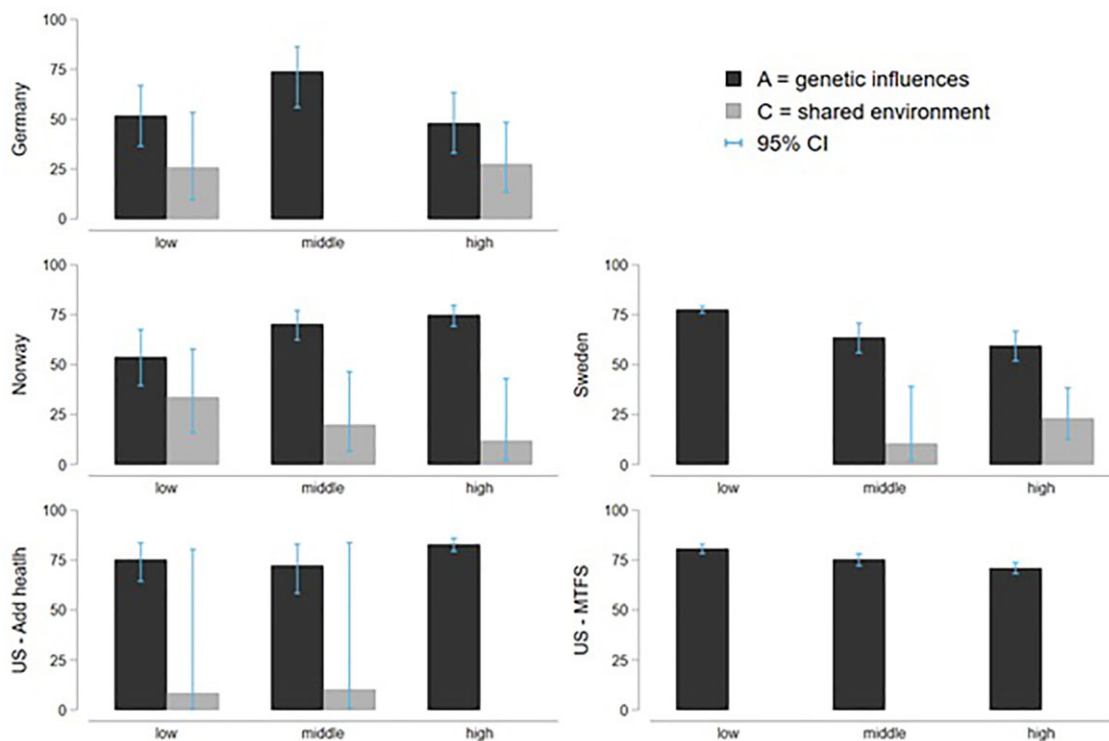 100
75
50
25
0
Germany
low middle high
A = genetic influences
C = shared environment
95% CI
100
75
50
25
0
Norway
low middle high
100
75
50
25
0
Sweden
low middle high
100
75
50
25
0
US - Add heatlh
low middle high
100
75
50
25
0
US - MTFS
low middle high